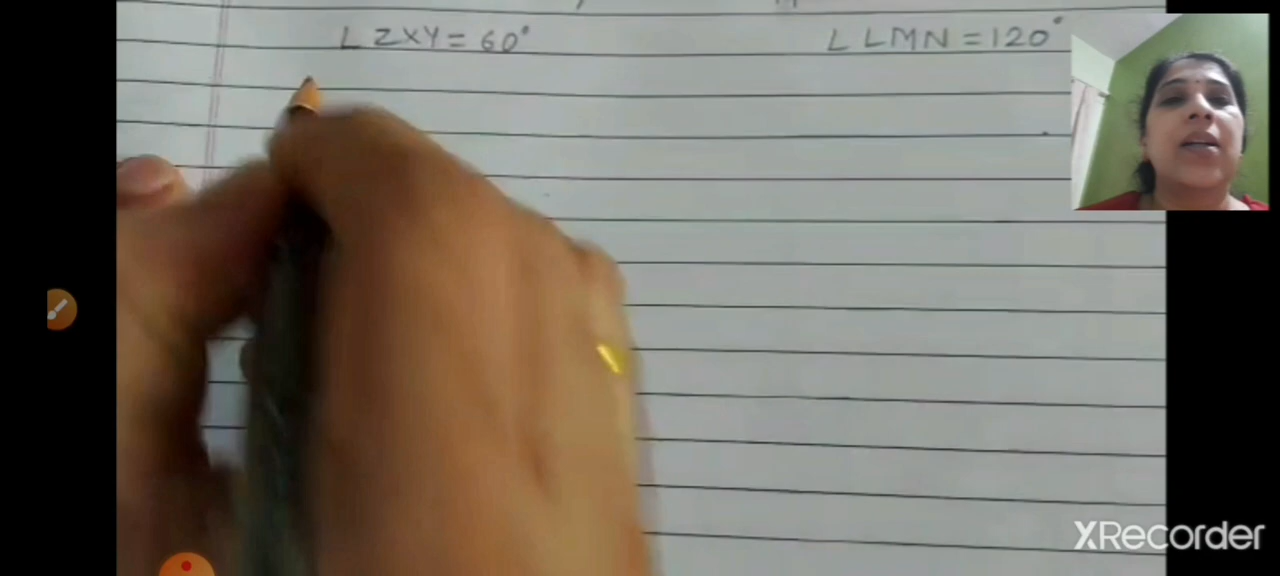 ∠ZXY = 60° ∠LMN = 120°
XRecorder